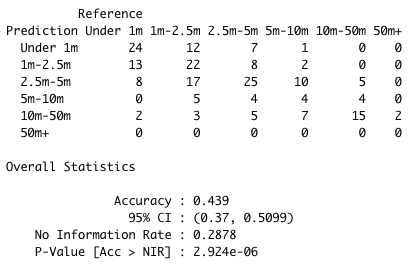 Reference
Prediction Under 1m 1m-2.5m 2.5m-5m 5m-10m 10m-50m 50m+
Under 1m 24 12 7 1 0 0
1m-2.5m 13 22 8 2 0 0
2.5m-5m 8 17 25 10 5 0
5m-10m 0 5 4 4 4 0
10m-50m 2 3 5 7 15 2
50m+ 0 0 0 0 0 0
Overall Statistics
Accuracy : 0.439
95% CI : (0.37, 0.5099)
No Information Rate : 0.2878
P-Value [Acc > NIR] : 2.924e-06